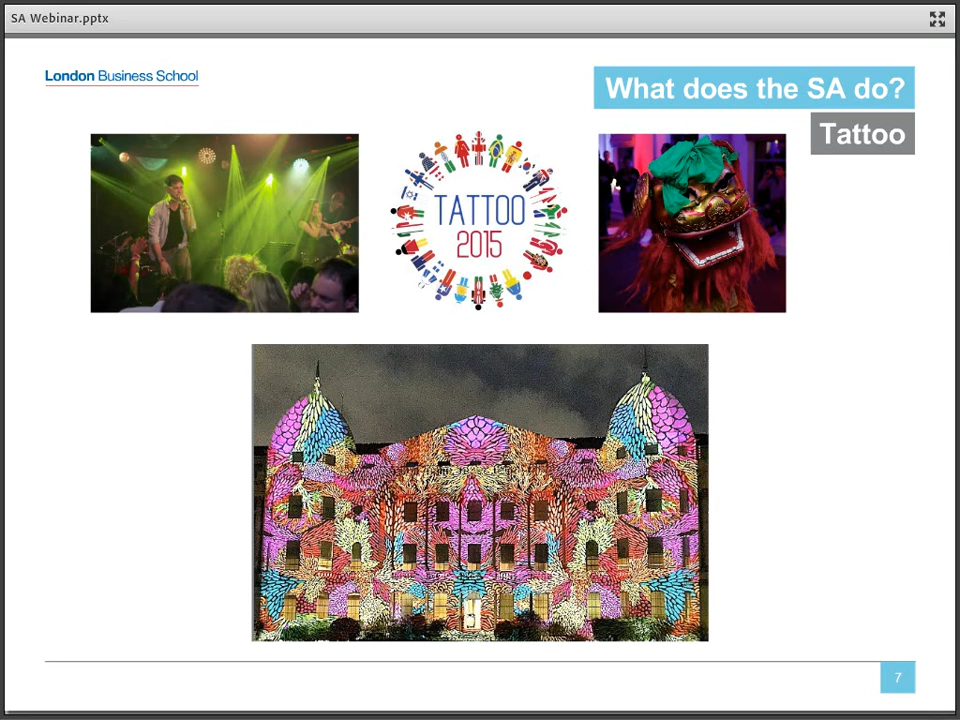 SA Webinar.pptx
London Business School
What does the SA do?
Tattoo
TATTOO
2015
7